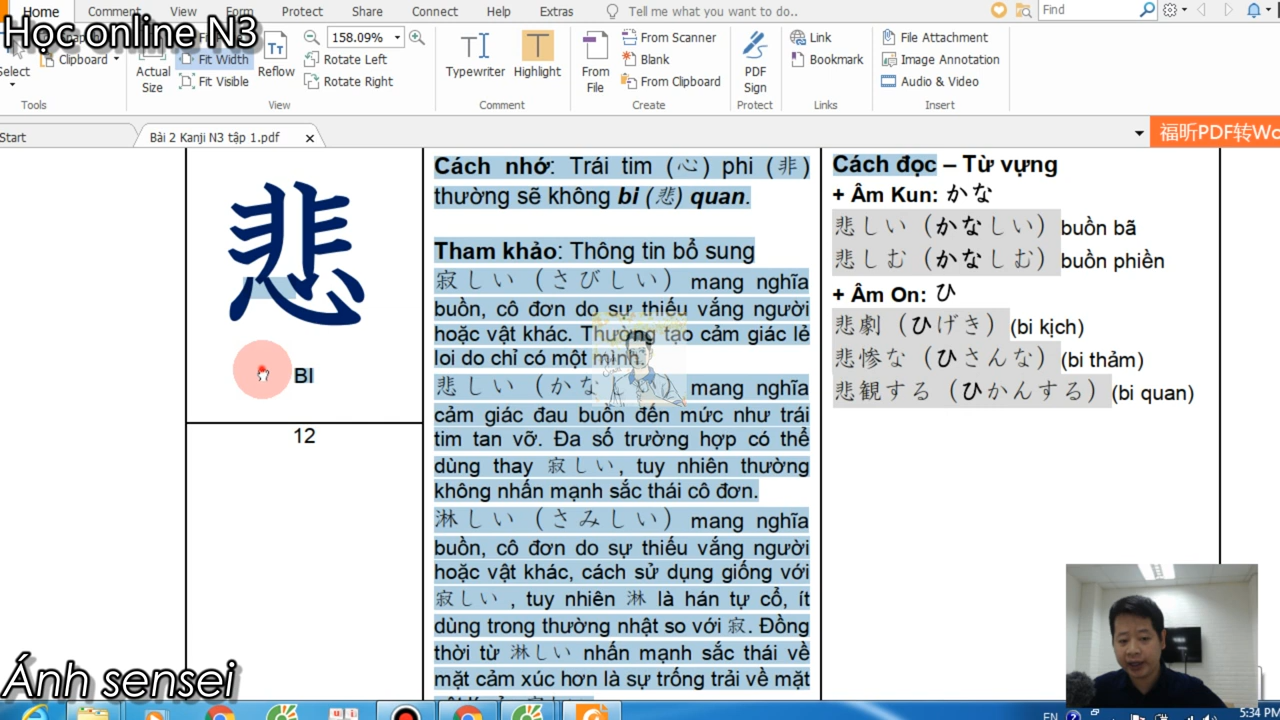 Home Comment View Form Protect Share Connect Help Extras Tell me what you want to do.. Find
Học online N3
Select
Clipboard
Actual Size
Fit Width
Fit Visible
Reflow
158.09%
Rotate Left
Rotate Right
Typewriter
Highlight
From File
From Scanner
Blank
From Clipboard
PDF Sign
Link
Bookmark
File Attachment
Image Annotation
Audio & Video
Tools View Comment Create Protect Links Insert
Start
Bài 2 Kanji N3 tập 1.pdf
福昕PDF转Wo
悲
BI
12
Cách nhớ: Trái tim (心) phi (非)
thường sẽ không bi (悲) quan.
Tham khảo: Thông tin bổ sung
寂しい（さびしい）mang nghĩa
buồn, cô đơn do sự thiếu vắng người
hoặc vật khác. Thường tạo cảm giác lẻ
loi do chỉ có một mình.
悲しい（かな mang nghĩa
cảm giác đau buồn đến mức như trái
tim tan vỡ. Đa số trường hợp có thể
dùng thay 寂しい, tuy nhiên thường
không nhấn mạnh sắc thái cô đơn.
淋しい（さみしい）mang nghĩa
buồn, cô đơn do sự thiếu vắng người
hoặc vật khác, cách sử dụng giống với
寂しい , tuy nhiên 淋 là hán tự cổ, ít
dùng trong thường nhật so với 寂. Đồng
thời từ 淋しい nhấn mạnh sắc thái về
mặt cảm xúc hơn là sự trống trải về mặt
Cách đọc – Từ vựng
+ Âm Kun: かな
悲しい（かなしい）buồn bã
悲しむ（かなしむ）buồn phiền
+ Âm On: ひ
悲劇（ひげき）(bi kịch)
悲惨な（ひさんな）(bi thảm)
悲観する（ひかんする）(bi quan)
Ánh sensei
EN
5:34 PM